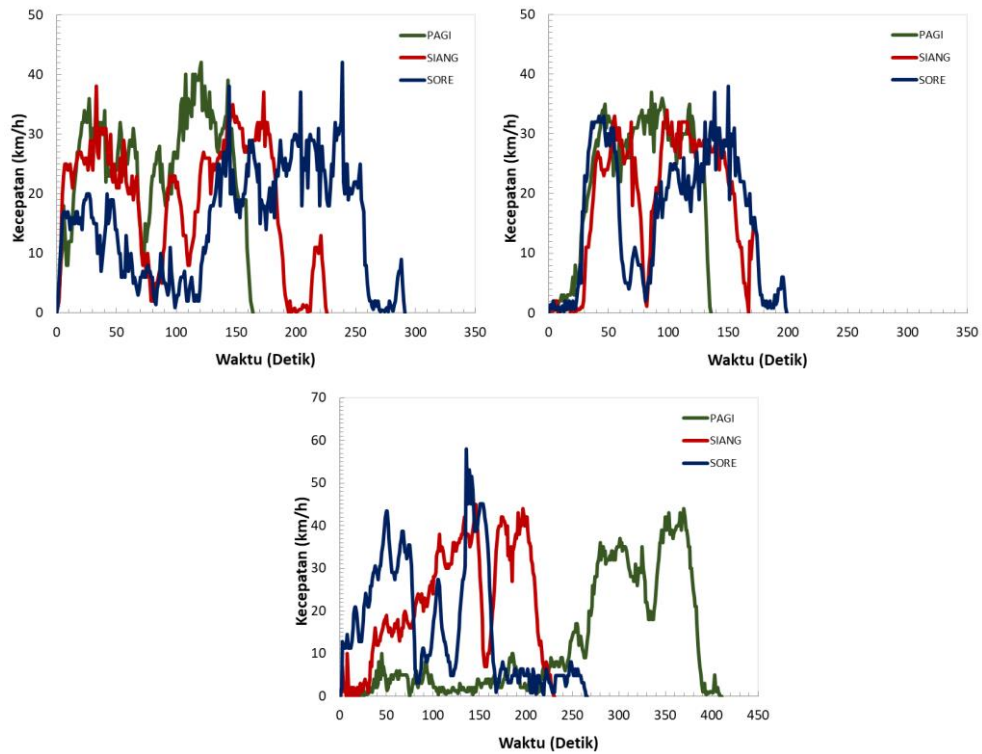 50
40
30
20
10
0
Kecepatan (km/h)
0 50 100 150 200 250 300 350
Waktu (Detik)
PAGI
SIANG
SORE
50
40
30
20
10
0
Kecepatan (km/h)
0 50 100 150 200 250 300 350
Waktu (Detik)
PAGI
SIANG
SORE
70
60
50
40
30
20
10
0
Kecepatan (km/h)
0 50 100 150 200 250 300 350 400 450
Waktu (Detik)
PAGI
SIANG
SORE